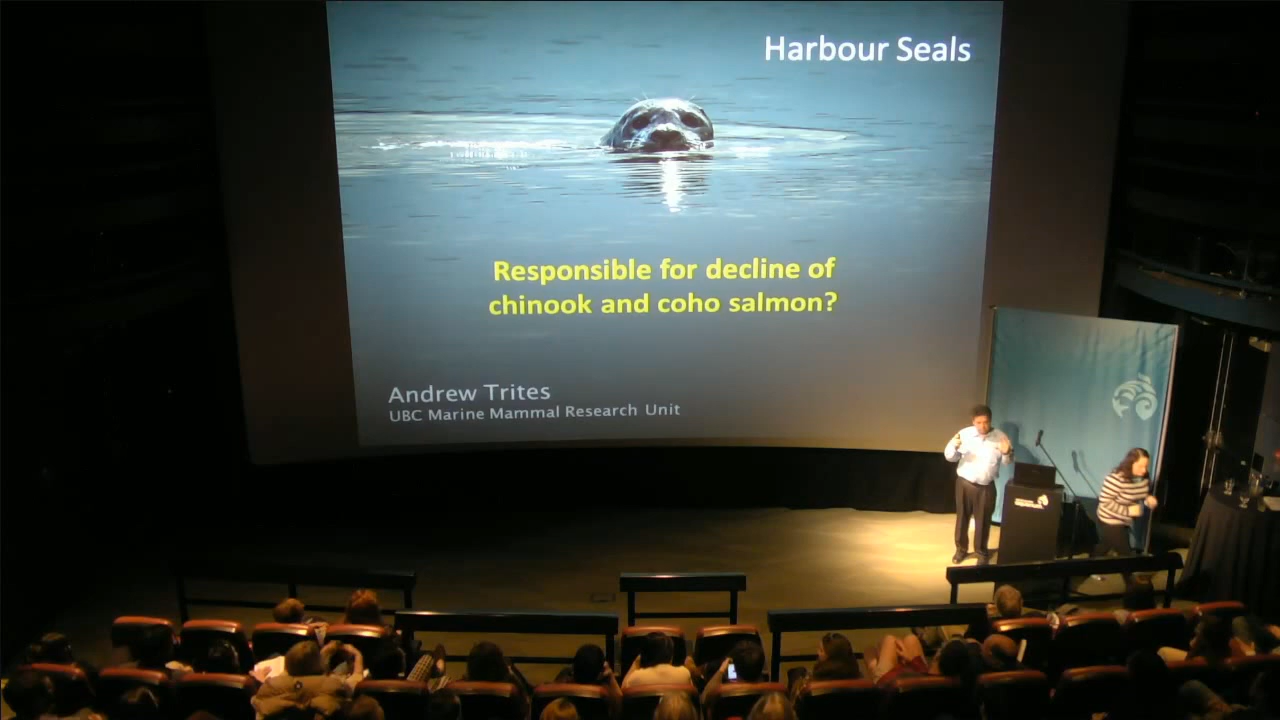 Harbour Seals
Responsible for decline of
chinook and coho salmon?
Andrew Trites
UBC Marine Mammal Research Unit